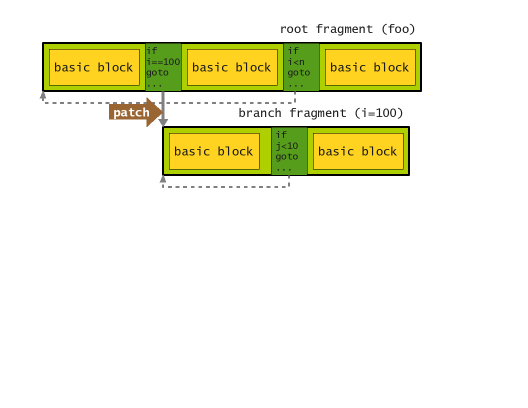 root fragment (foo)
basic block
if
i==100
goto
...
basic block
if
i<n
goto
...
basic block
patch
branch fragment (i=100)
basic block
if
j<10
goto
...
basic block